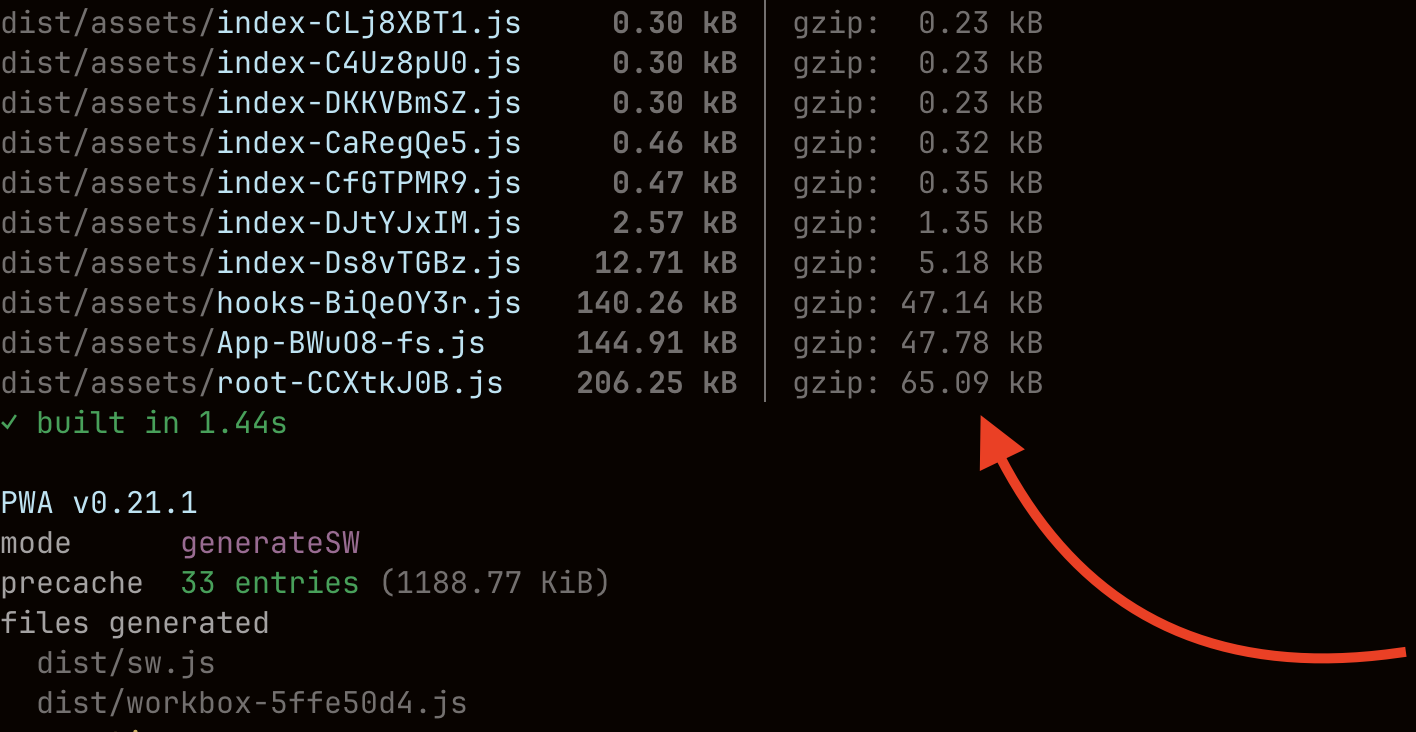 dist/assets/index-CLj8XBT1.js 0.30 kB │ gzip: 0.23 kB
dist/assets/index-C4Uz8pU0.js 0.30 kB │ gzip: 0.23 kB
dist/assets/index-DKKVBmSZ.js 0.30 kB │ gzip: 0.23 kB
dist/assets/index-CaRegQe5.js 0.46 kB │ gzip: 0.32 kB
dist/assets/index-CfGTPMR9.js 0.47 kB │ gzip: 0.35 kB
dist/assets/index-DJtYJxIM.js 2.57 kB │ gzip: 1.35 kB
dist/assets/index-Ds8vTGBz.js 12.71 kB │ gzip: 5.18 kB
dist/assets/hooks-BiQeOY3r.js 140.26 kB │ gzip: 47.14 kB
dist/assets/App-BWuO8-fs.js 144.91 kB │ gzip: 47.78 kB
dist/assets/root-CCXtkJ0B.js 206.25 kB │ gzip: 65.09 kB
✓ built in 1.44s
PWA v0.21.1
mode generateSW
precache 33 entries (1188.77 KiB)
files generated
dist/sw.js
dist/workbox-5ffe50d4.js